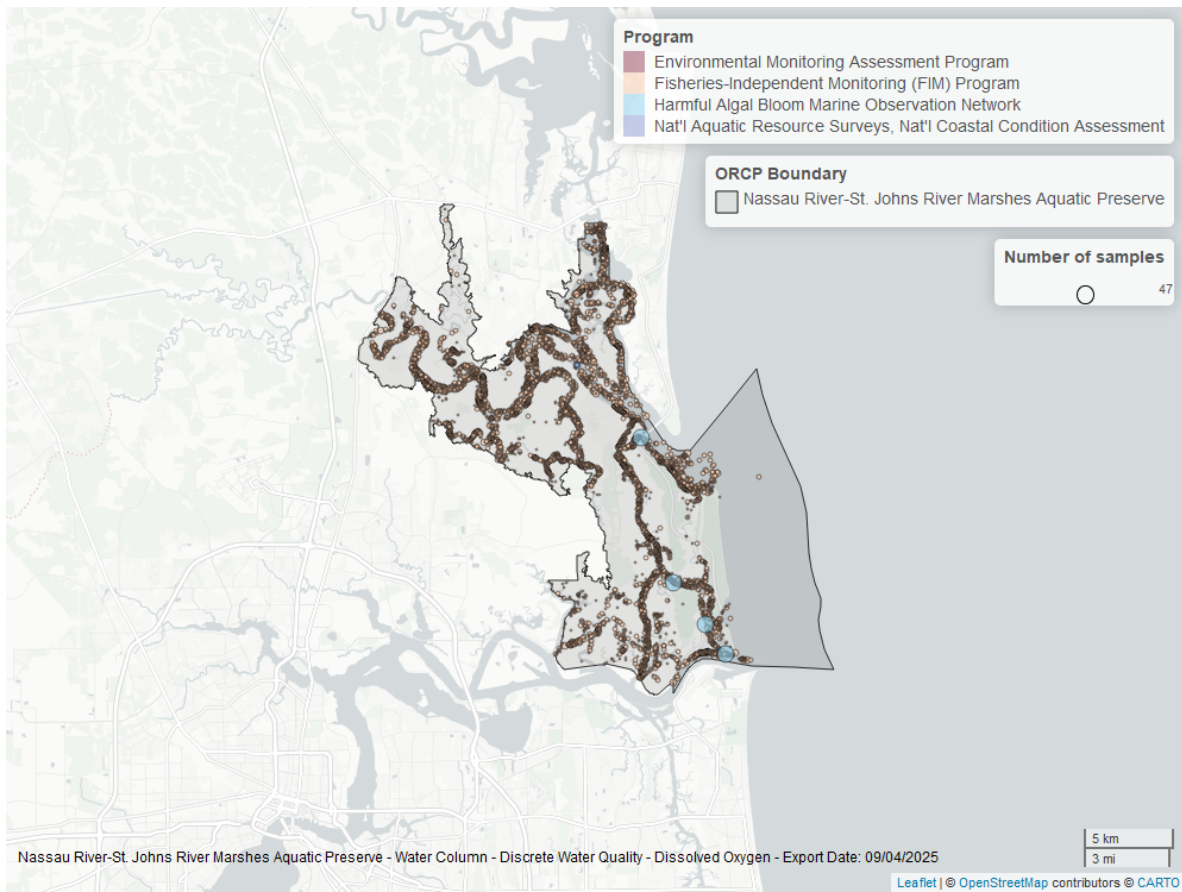 Program
Environmental Monitoring Assessment Program
Fisheries-Independent Monitoring (FIM) Program
Harmful Algal Bloom Marine Observation Network
Nat'l Aquatic Resource Surveys, Nat'l Coastal Condition Assessment
ORCP Boundary
Nassau River-St. Johns River Marshes Aquatic Preserve
Number of samples
47
5 km
3 mi
Nassau River-St. Johns River Marshes Aquatic Preserve - Water Column - Discrete Water Quality - Dissolved Oxygen - Export Date: 09/04/2025
Leaflet | © OpenStreetMap contributors © CARTO